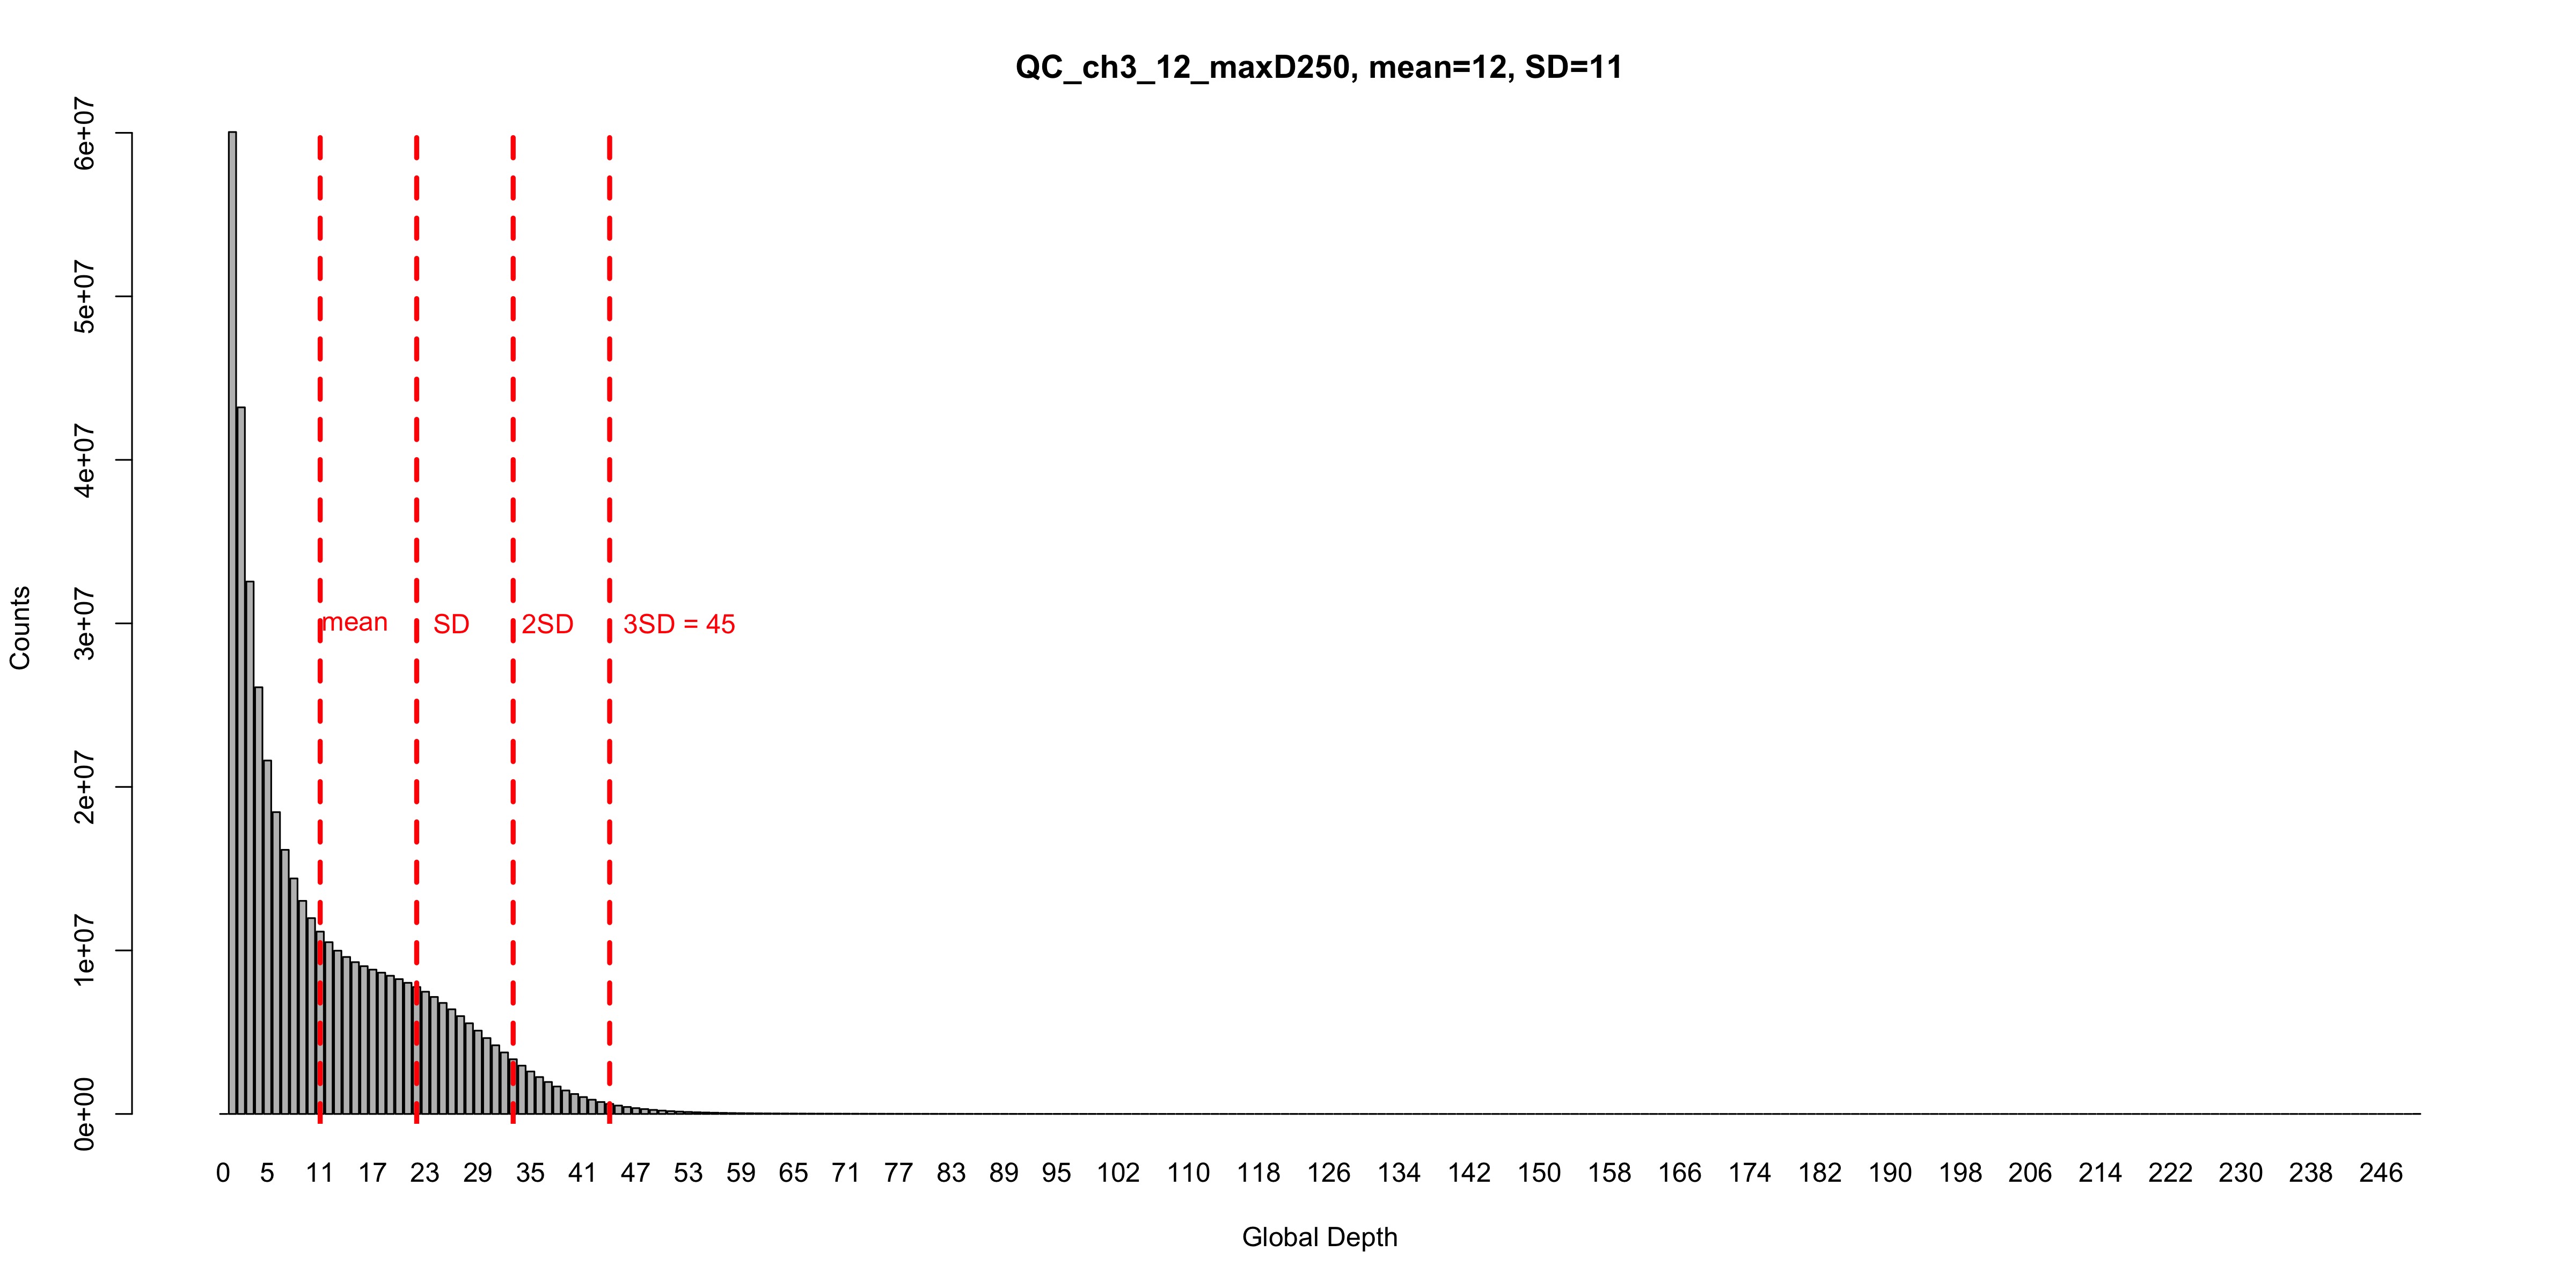 QC_ch3_12_maxD250, mean=12, SD=11
6e+07
5e+07
4e+07
3e+07
2e+07
1e+07
0e+00
Counts
mean SD 2SD 3SD = 45
0 5 11 17 23 29 35 41 47 53 59 65 71 77 83 89 95 102 110 118 126 134 142 150 158 166 174 182 190 198 206 214 222 230 238 246
Global Depth